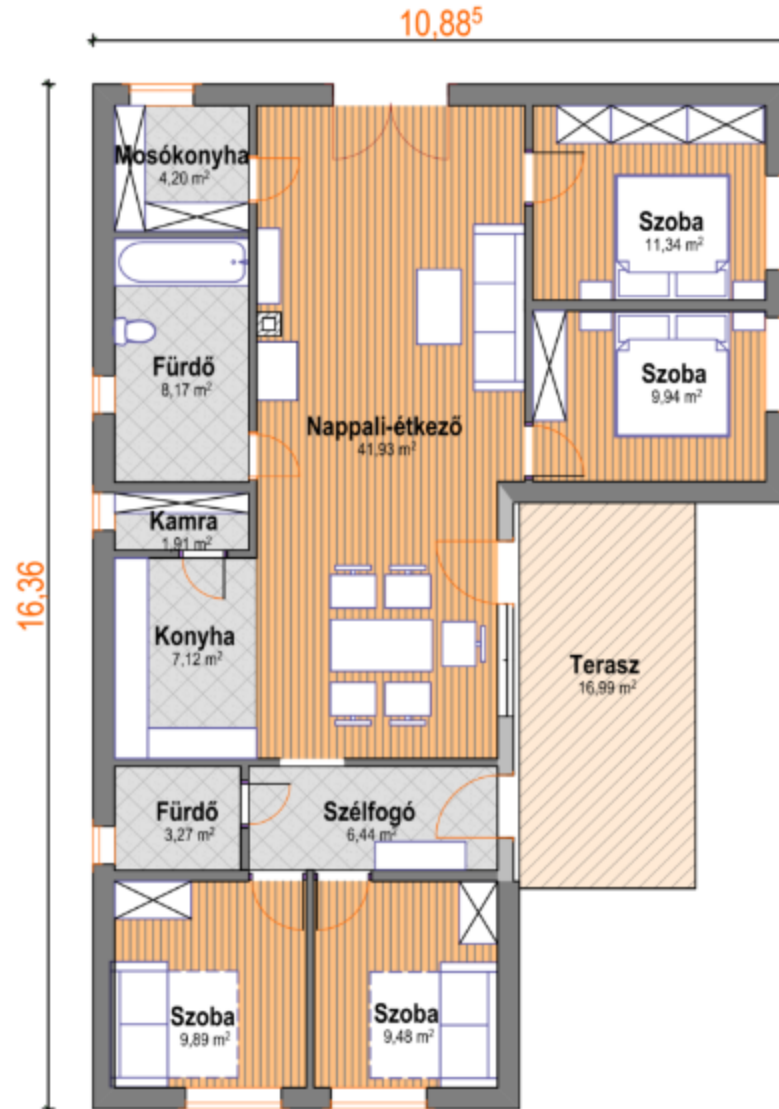 10,88⁵
16,36
Mosókonyha
4,20 m²
Szoba
11,34 m²
Fürdő
8,17 m²
Szoba
9,94 m²
Nappali-étkező
41,93 m²
Kamra
1,91 m²
Konyha
7,12 m²
Terasz
16,99 m²
Fürdő
3,27 m²
Szélfogó
6,44 m²
Szoba
9,89 m²
Szoba
9,48 m²